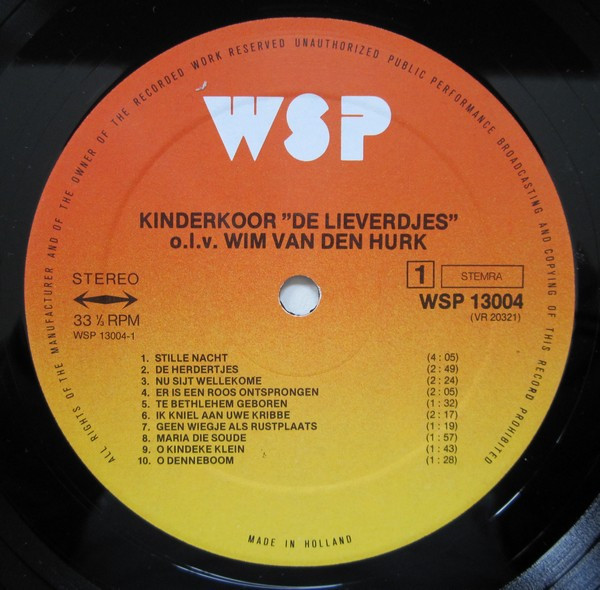 ALL RIGHTS OF THE MANUFACTURER AND OF THE OWNER OF THE RECORDED WORK RESERVED UNAUTHORIZED PUBLIC PERFORMANCE BROADCASTING AND COPYING OF THIS RECORD PROHIBITED
WSP
KINDERKOOR "DE LIEVERDJES"
o.l.v. WIM VAN DEN HURK
STEREO
33 ⅓ RPM
WSP 13004-1
1 STEMRA
WSP 13004
(VR 20321)
1. STILLE NACHT (4 : 05)
2. DE HERDERTJES (2 : 49)
3. NU SIJT WELLEKOME (2 : 24)
4. ER IS EEN ROOS ONTSPRONGEN (2 : 05)
5. TE BETHLEHEM GEBOREN (1 : 32)
6. IK KNIEL AAN UWE KRIBBE (2 : 17)
7. GEEN WIEGJE ALS RUSTPLAATS (1 : 19)
8. MARIA DIE SOUDE (1 : 57)
9. O KINDEKE KLEIN (1 : 43)
10. O DENNEBOOM (1 : 28)
MADE IN HOLLAND